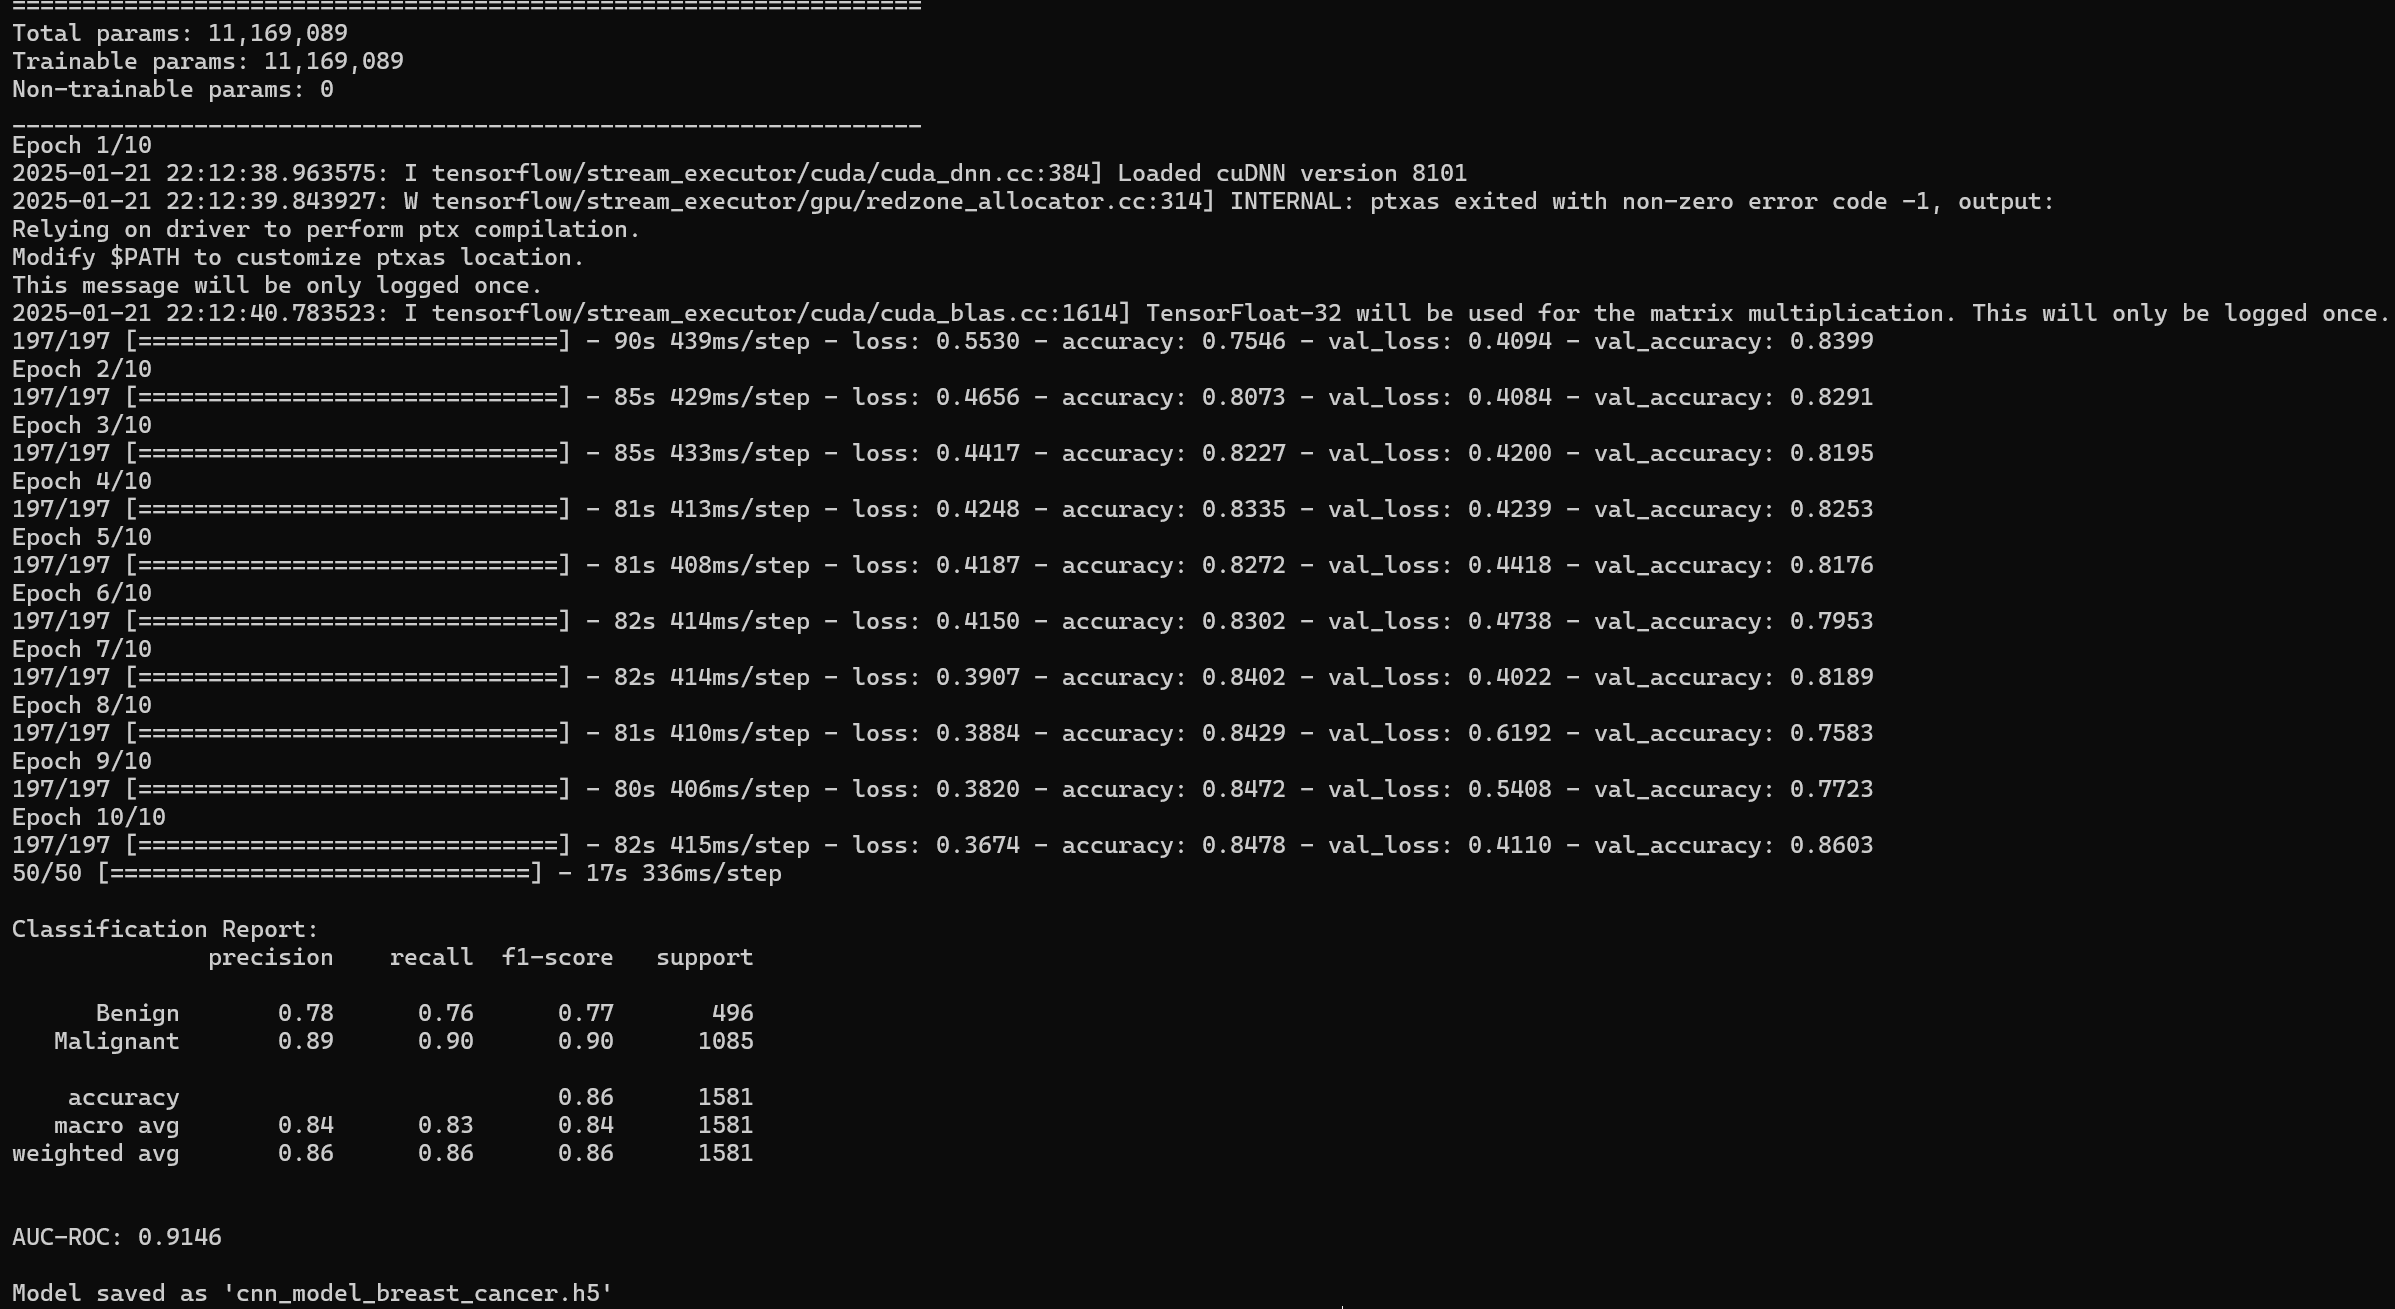 =================================================================
Total params: 11,169,089
Trainable params: 11,169,089
Non-trainable params: 0
_________________________________________________________________
Epoch 1/10
2025-01-21 22:12:38.963575: I tensorflow/stream_executor/cuda/cuda_dnn.cc:384] Loaded cuDNN version 8101
2025-01-21 22:12:39.843927: W tensorflow/stream_executor/gpu/redzone_allocator.cc:314] INTERNAL: ptxas exited with non-zero error code -1, output:
Relying on driver to perform ptx compilation.
Modify $PATH to customize ptxas location.
This message will be only logged once.
2025-01-21 22:12:40.783523: I tensorflow/stream_executor/cuda/cuda_blas.cc:1614] TensorFloat-32 will be used for the matrix multiplication. This will only be logged once.
197/197 [==============================] - 90s 439ms/step - loss: 0.5530 - accuracy: 0.7546 - val_loss: 0.4094 - val_accuracy: 0.8399
Epoch 2/10
197/197 [==============================] - 85s 429ms/step - loss: 0.4656 - accuracy: 0.8073 - val_loss: 0.4084 - val_accuracy: 0.8291
Epoch 3/10
197/197 [==============================] - 85s 433ms/step - loss: 0.4417 - accuracy: 0.8227 - val_loss: 0.4200 - val_accuracy: 0.8195
Epoch 4/10
197/197 [==============================] - 81s 413ms/step - loss: 0.4248 - accuracy: 0.8335 - val_loss: 0.4239 - val_accuracy: 0.8253
Epoch 5/10
197/197 [==============================] - 81s 408ms/step - loss: 0.4187 - accuracy: 0.8272 - val_loss: 0.4418 - val_accuracy: 0.8176
Epoch 6/10
197/197 [==============================] - 82s 414ms/step - loss: 0.4150 - accuracy: 0.8302 - val_loss: 0.4738 - val_accuracy: 0.7953
Epoch 7/10
197/197 [==============================] - 82s 414ms/step - loss: 0.3907 - accuracy: 0.8402 - val_loss: 0.4022 - val_accuracy: 0.8189
Epoch 8/10
197/197 [==============================] - 81s 410ms/step - loss: 0.3884 - accuracy: 0.8429 - val_loss: 0.6192 - val_accuracy: 0.7583
Epoch 9/10
197/197 [==============================] - 80s 406ms/step - loss: 0.3820 - accuracy: 0.8472 - val_loss: 0.5408 - val_accuracy: 0.7723
Epoch 10/10
197/197 [==============================] - 82s 415ms/step - loss: 0.3674 - accuracy: 0.8478 - val_loss: 0.4110 - val_accuracy: 0.8603
50/50 [==============================] - 17s 336ms/step
Classification Report:
precision recall f1-score support
Benign 0.78 0.76 0.77 496
Malignant 0.89 0.90 0.90 1085
accuracy 0.86 1581
macro avg 0.84 0.83 0.84 1581
weighted avg 0.86 0.86 0.86 1581
AUC-ROC: 0.9146
Model saved as 'cnn_model_breast_cancer.h5'